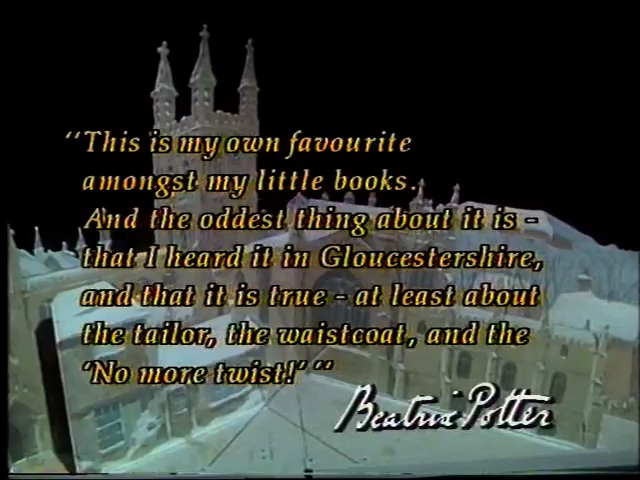 "This is my own favourite
amongst my little books.
And the oddest thing about it is -
that I heard it in Gloucestershire,
and that it is true - at least about
the tailor, the waistcoat, and the
'No more twist!' "
Beatrix Potter